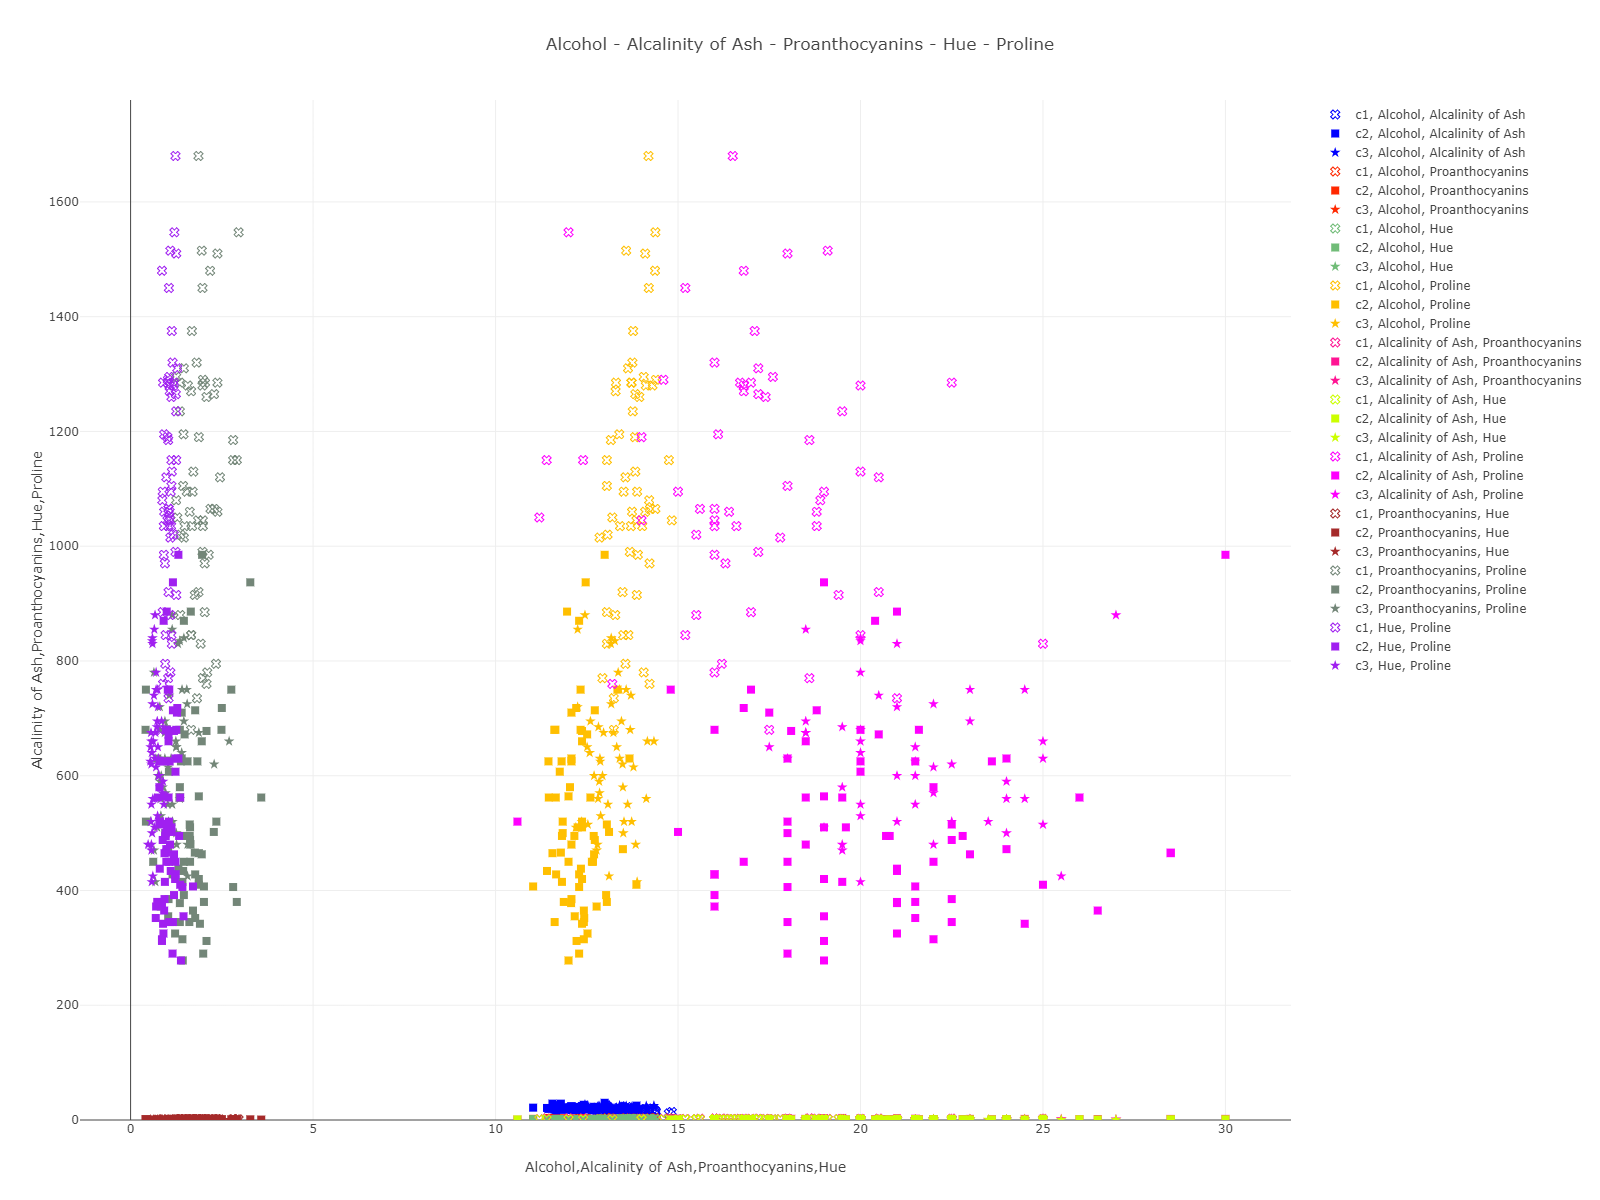 Alcohol - Alcalinity of Ash - Proanthocyanins - Hue - Proline
c1, Alcohol, Alcalinity of Ash
c2, Alcohol, Alcalinity of Ash
c3, Alcohol, Alcalinity of Ash
c1, Alcohol, Proanthocyanins
c2, Alcohol, Proanthocyanins
c3, Alcohol, Proanthocyanins
c1, Alcohol, Hue
c2, Alcohol, Hue
c3, Alcohol, Hue
c1, Alcohol, Proline
c2, Alcohol, Proline
c3, Alcohol, Proline
c1, Alcalinity of Ash, Proanthocyanins
c2, Alcalinity of Ash, Proanthocyanins
c3, Alcalinity of Ash, Proanthocyanins
c1, Alcalinity of Ash, Hue
c2, Alcalinity of Ash, Hue
c3, Alcalinity of Ash, Hue
c1, Alcalinity of Ash, Proline
c2, Alcalinity of Ash, Proline
c3, Alcalinity of Ash, Proline
c1, Proanthocyanins, Hue
c2, Proanthocyanins, Hue
c3, Proanthocyanins, Hue
c1, Proanthocyanins, Proline
c2, Proanthocyanins, Proline
c3, Proanthocyanins, Proline
c1, Hue, Proline
c2, Hue, Proline
c3, Hue, Proline
Alcalinity of Ash,Proanthocyanins,Hue,Proline
1600
1400
1200
1000
800
600
400
200
0
0 5 10 15 20 25 30
Alcohol,Alcalinity of Ash,Proanthocyanins,Hue